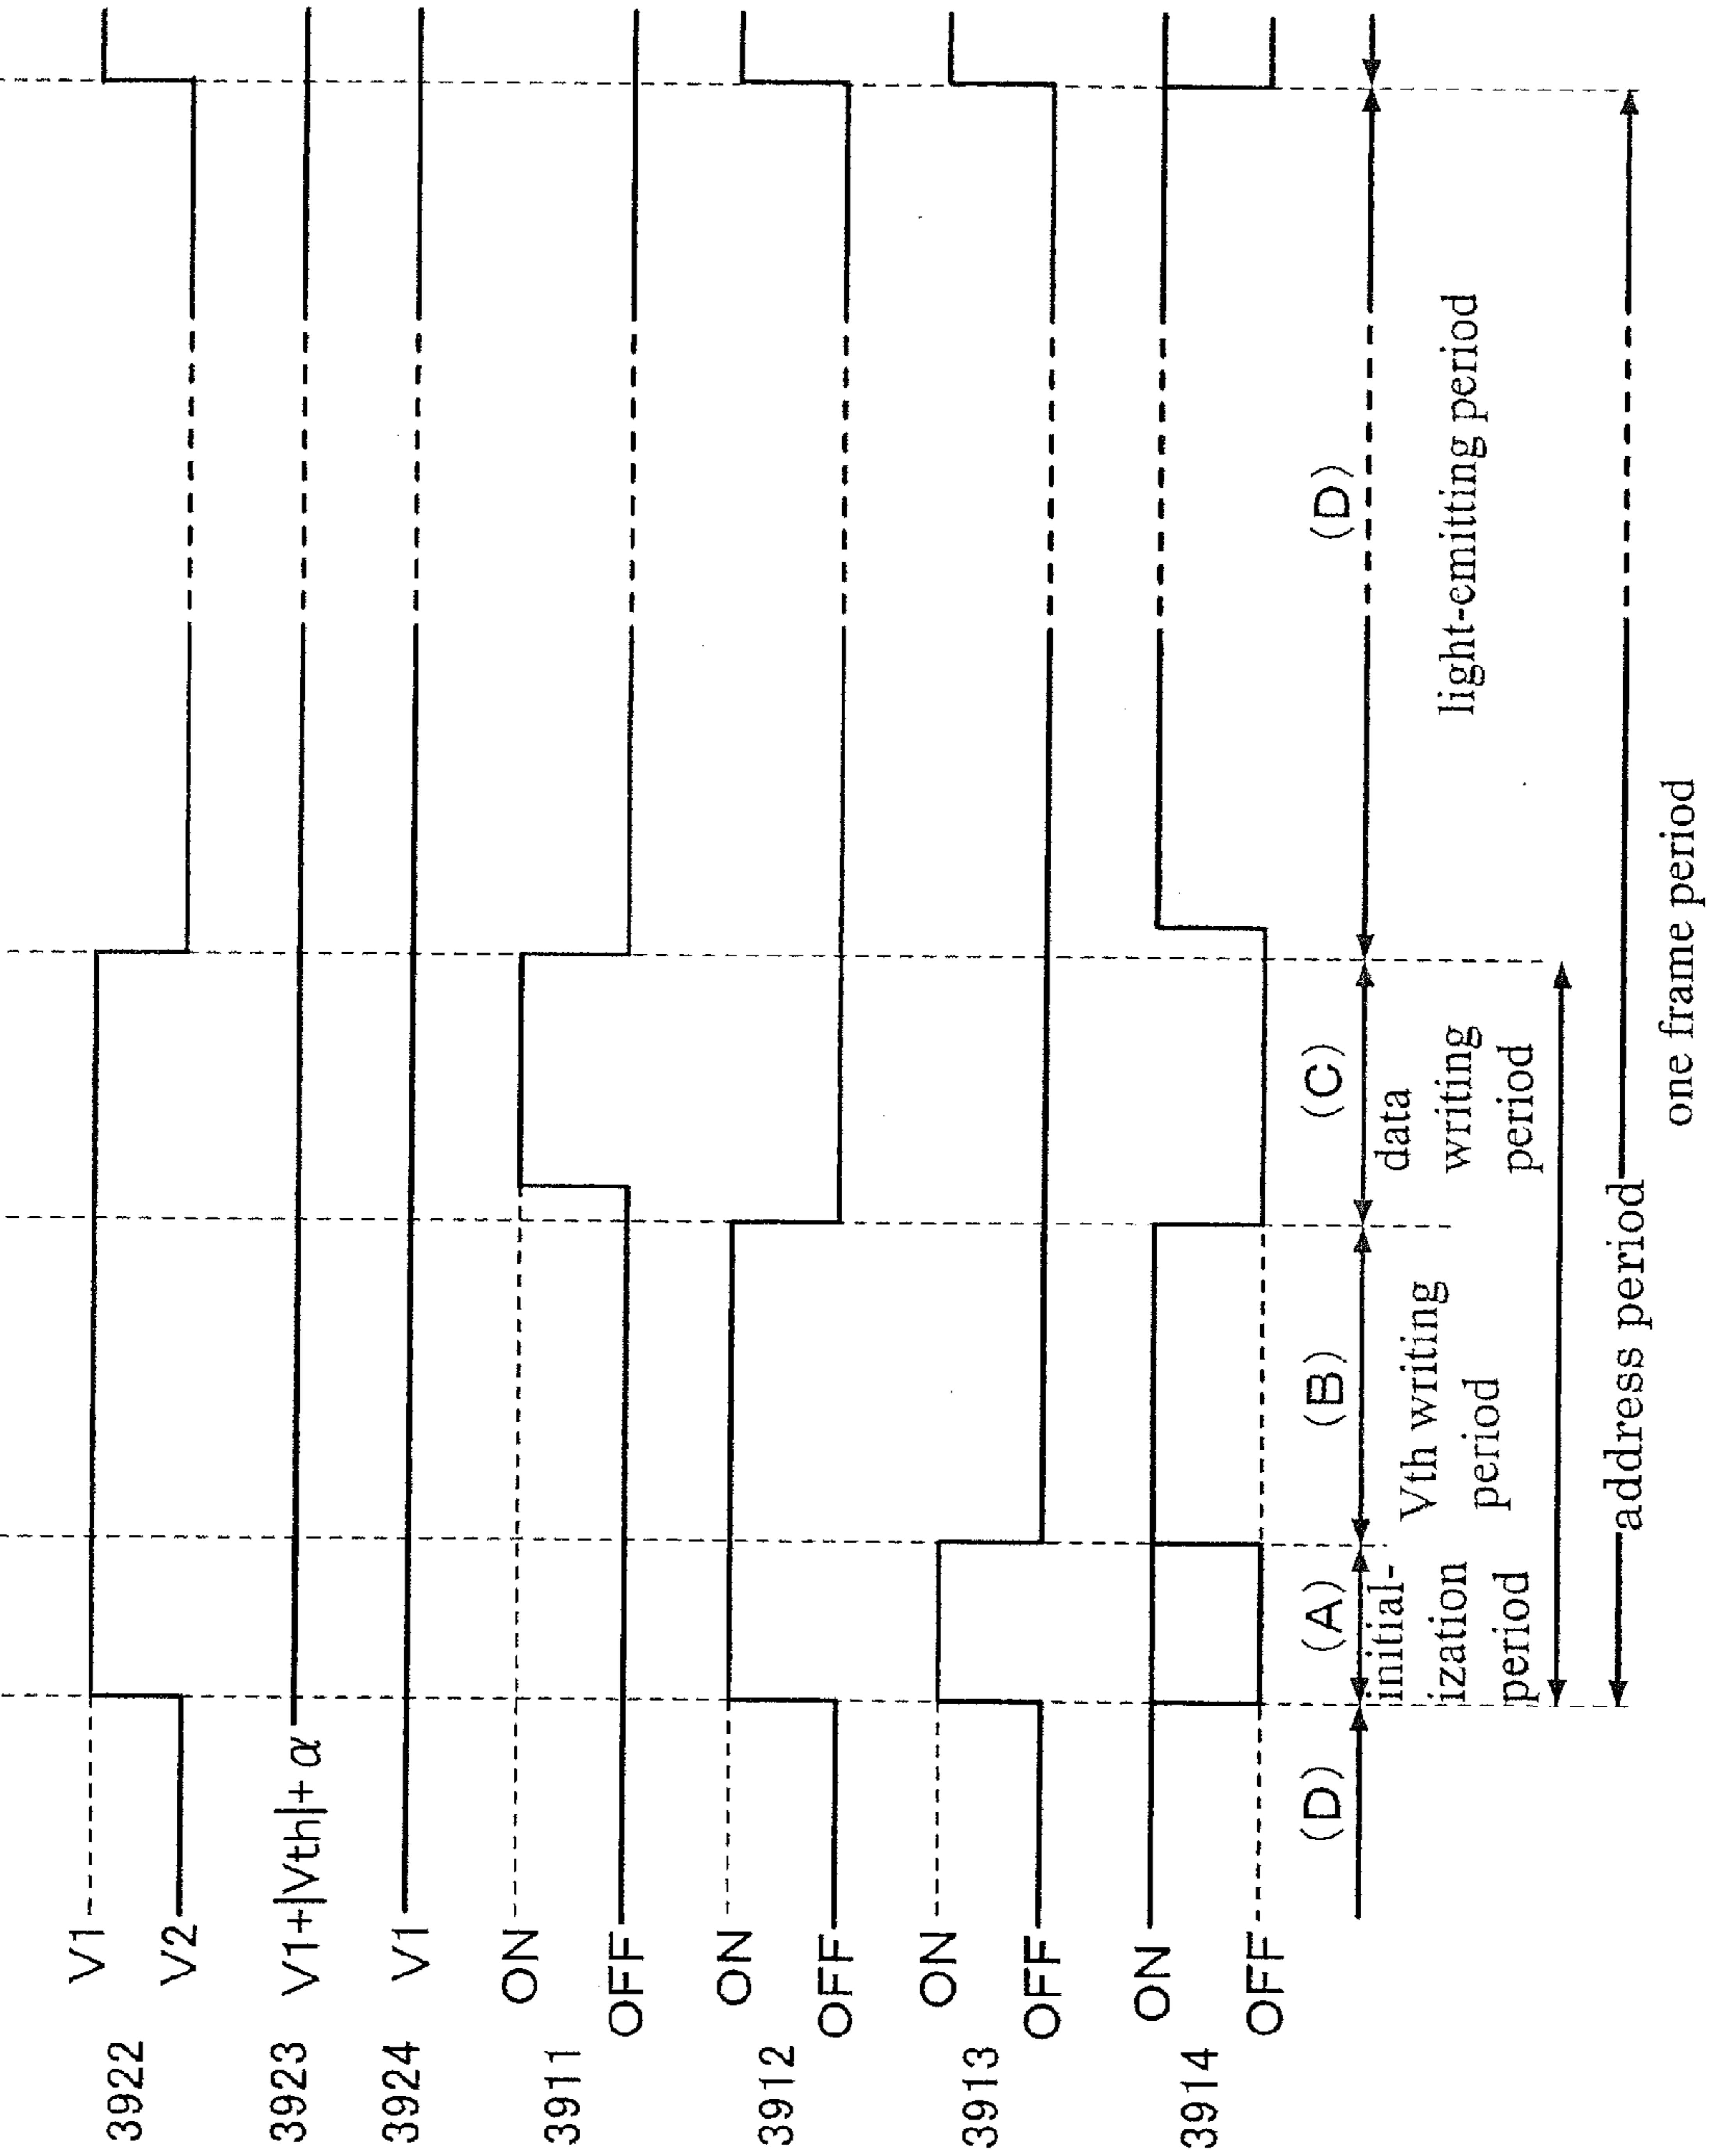 3922
V1
V2
3923
V1+|Vth|+α
3924
V1
3911
ON
OFF
3912
ON
OFF
3913
ON
OFF
3914
ON
OFF
(D)
(A)
(B)
(C)
(D)
initial-
ization
period
Vth writing
period
data
writing
period
light-emitting period
address period
one frame period